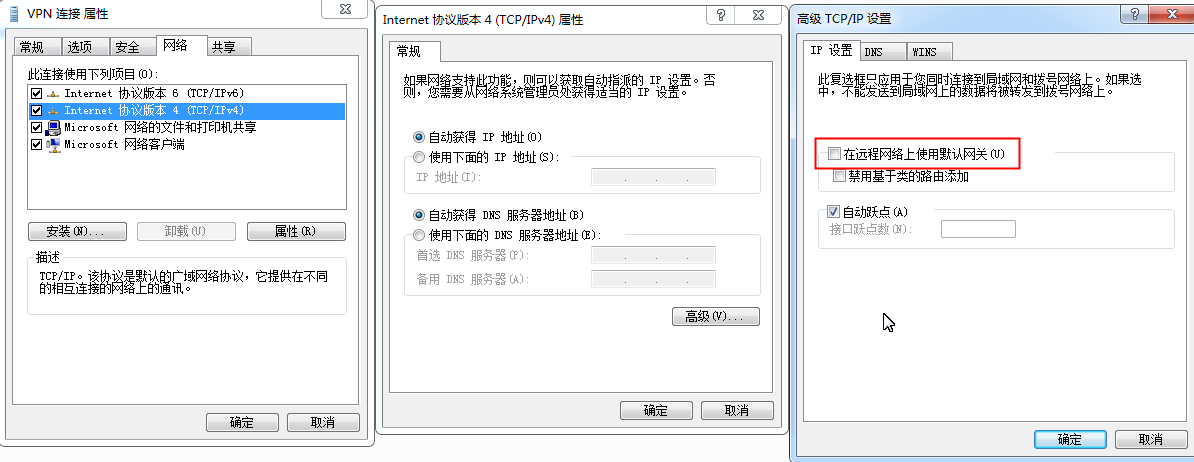 VPN 连接 属性
常规
选项
安全
网络
共享
此连接使用下列项目(O):
Internet 协议版本 6 (TCP/IPv6)
Internet 协议版本 4 (TCP/IPv4)
Microsoft 网络的文件和打印机共享
Microsoft 网络客户端
安装(N)...
卸载(U)
属性(R)
描述
TCP/IP。该协议是默认的广域网络协议，它提供在不同
的相互连接的网络上的通讯。
确定
取消
Internet 协议版本 4 (TCP/IPv4) 属性
常规
如果网络支持此功能，则可以获取自动指派的 IP 设置。否
则，您需要从网络系统管理员处获得适当的 IP 设置。
自动获得 IP 地址(O)
使用下面的 IP 地址(S):
IP 地址(I):
自动获得 DNS 服务器地址(B)
使用下面的 DNS 服务器地址(E):
首选 DNS 服务器(P):
备用 DNS 服务器(A):
高级(V)...
确定
取消
高级 TCP/IP 设置
IP 设置
DNS
WINS
此复选框只应用于您同时连接到局域网和拨号网络上。如果选
中，不能发送到局域网上的数据将被转发到拨号网络上。
在远程网络上使用默认网关(U)
禁用基于类的路由添加
自动跃点(A)
接口跃点数(N):
确定
取消